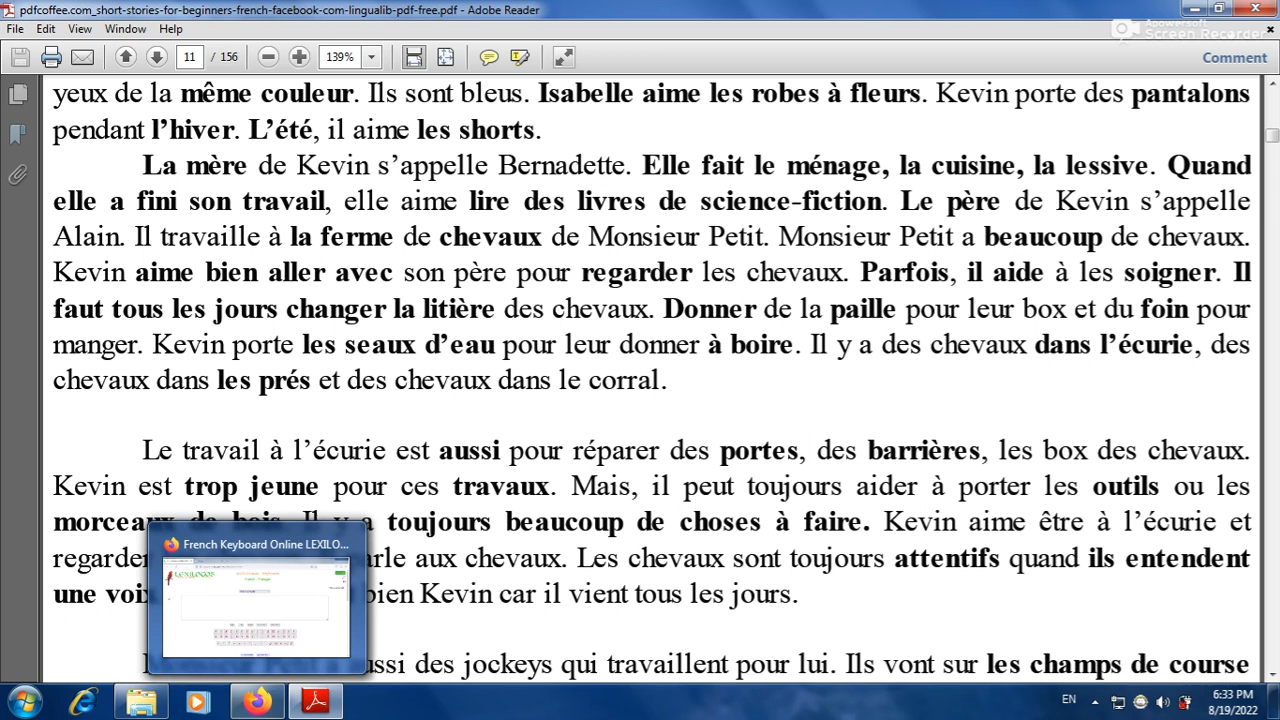 pdfcoffee.com_short-stories-for-beginners-french-facebook-com-lingualib-pdf-free.pdf - Adobe Reader
File Edit View Window Help
Apowersoft
Screen Recorder
11 / 156 139% Comment
yeux de la même couleur. Ils sont bleus. Isabelle aime les robes à fleurs. Kevin porte des pantalons
pendant l’hiver. L’été, il aime les shorts.
La mère de Kevin s’appelle Bernadette. Elle fait le ménage, la cuisine, la lessive. Quand
elle a fini son travail, elle aime lire des livres de science-fiction. Le père de Kevin s’appelle
Alain. Il travaille à la ferme de chevaux de Monsieur Petit. Monsieur Petit a beaucoup de chevaux.
Kevin aime bien aller avec son père pour regarder les chevaux. Parfois, il aide à les soigner. Il
faut tous les jours changer la litière des chevaux. Donner de la paille pour leur box et du foin pour
manger. Kevin porte les seaux d’eau pour leur donner à boire. Il y a des chevaux dans l’écurie, des
chevaux dans les prés et des chevaux dans le corral.
Le travail à l’écurie est aussi pour réparer des portes, des barrières, les box des chevaux.
Kevin est trop jeune pour ces travaux. Mais, il peut toujours aider à porter les outils ou les
morceaux de bois. Il y a toujours beaucoup de choses à faire. Kevin aime être à l’écurie et
regarder parle aux chevaux. Les chevaux sont toujours attentifs quand ils entendent
une voix bien Kevin car il vient tous les jours.
aussi des jockeys qui travaillent pour lui. Ils vont sur les champs de course
French Keyboard Online LEXILO...
LEXILOGOS
EN 6:33 PM
8/19/2022